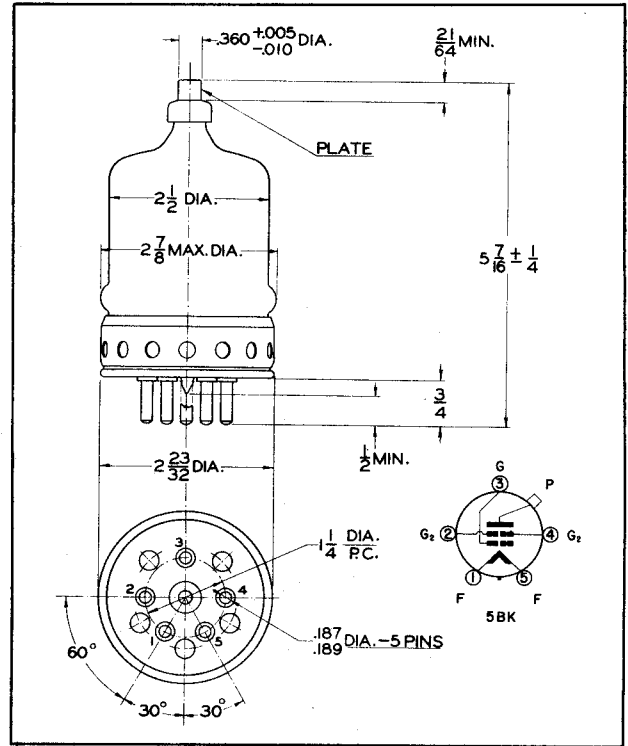 .360 +.005 -.010 DIA.
21/64 MIN.
PLATE
2 1/2 DIA.
2 7/8 MAX. DIA.
5 7/16 ± 1/4
3/4
1/2 MIN.
2 23/32 DIA.
G
3
P
G₂ 2
4 G₂
1
5
F
F
5BK
1 1/4 DIA. P.C.
3
2
4
1
5
.187
.189 DIA.-5 PINS
60°
30°
30°